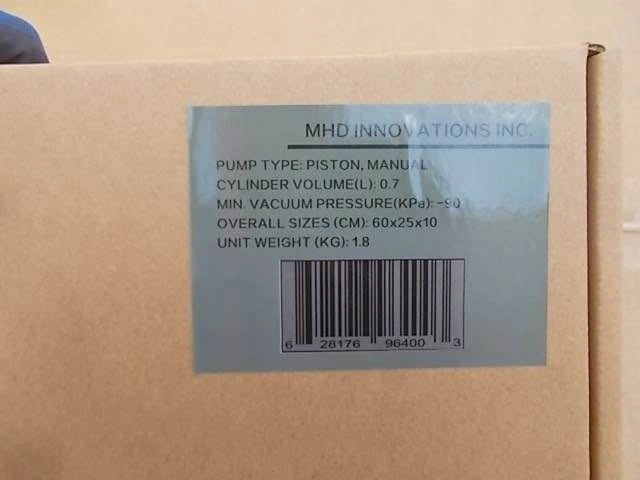 MHD INNOVATIONS INC.
PUMP TYPE: PISTON, MANUAL
CYLINDER VOLUME(L): 0.7
MIN. VACUUM PRESSURE(KPa): -90
OVERALL SIZES (CM): 60x25x10
UNIT WEIGHT (KG): 1.8
6 28176 96400 3